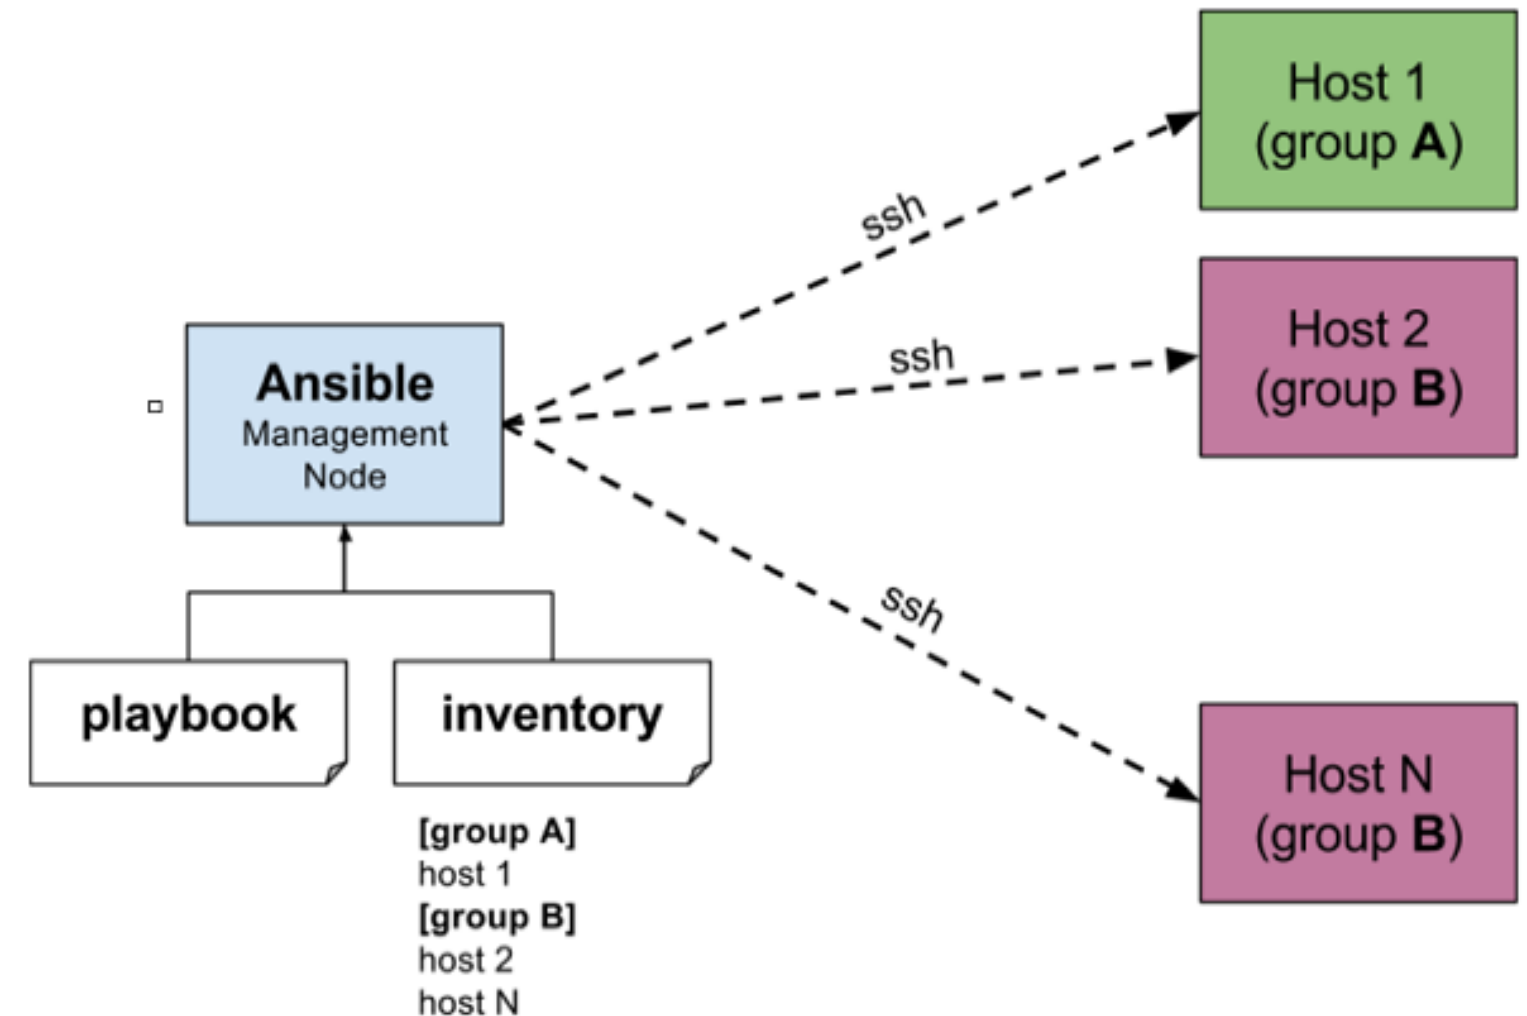 Host 1
(group A)
ssh
Host 2
(group B)
ssh
Ansible
Management
Node
ssh
playbook
inventory
Host N
(group B)
[group A]
host 1
[group B]
host 2
host N